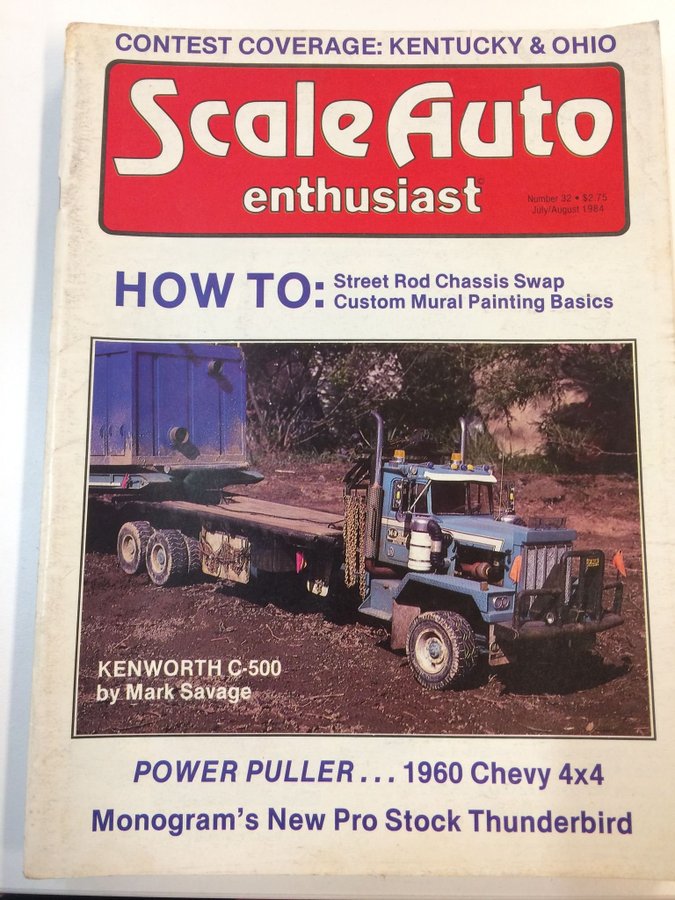 CONTEST COVERAGE: KENTUCKY & OHIO
Scale Auto
enthusiast©
Number 32 • $2.75
July/August 1984
HOW TO:
Street Rod Chassis Swap
Custom Mural Painting Basics
KENWORTH C-500
by Mark Savage
POWER PULLER . . . 1960 Chevy 4x4
Monogram's New Pro Stock Thunderbird